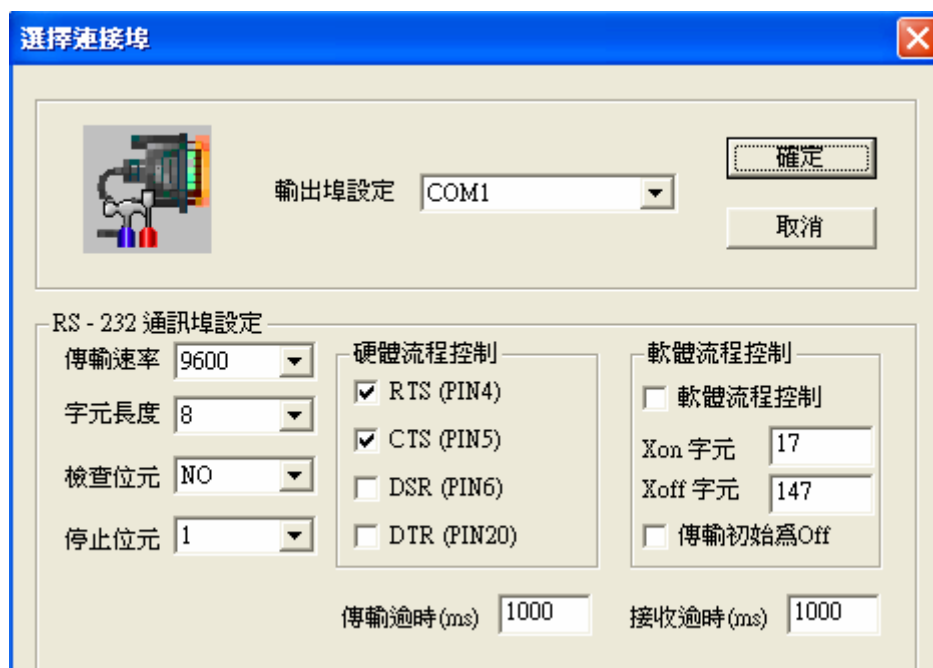 選擇連接埠
輸出埠設定 COM1
確定
取消
RS - 232 通訊埠設定
傳輸速率 9600
字元長度 8
檢查位元 NO
停止位元 1
硬體流程控制
RTS (PIN4)
CTS (PIN5)
DSR (PIN6)
DTR (PIN20)
軟體流程控制
軟體流程控制
Xon 字元 17
Xoff 字元 147
傳輸初始為Off
傳輸逾時(ms) 1000
接收逾時(ms) 1000